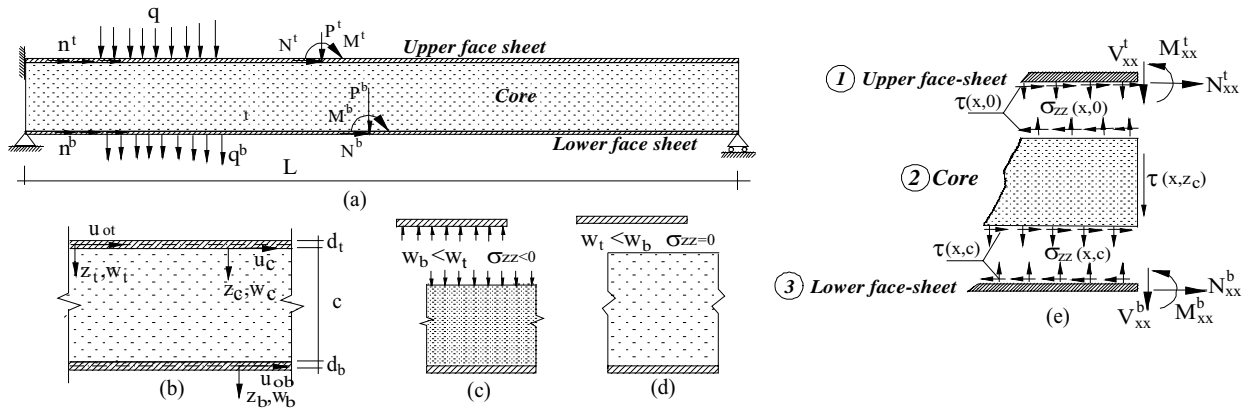 q
n^t
N^t
P^t
M^t
Upper face sheet
Core
P^b
M^b
N^b
n^b
q^b
Lower face sheet
L
(a)
u_ot
u_c
z_t,w_t
z_c,w_c
d_t
c
d_b
u_ob
z_b,w_b
(b)
w_b<w_t
σ_zz<0
(c)
w_t<w_b
σ_zz=0
(d)
V^t_xx
M^t_xx
1 Upper face-sheet
N^t_xx
τ(x,0)
σ_zz(x,0)
2 Core
τ(x,z_c)
τ(x,c)
σ_zz(x,c)
3 Lower face-sheet
N^b_xx
V^b_xx
M^b_xx
(e)